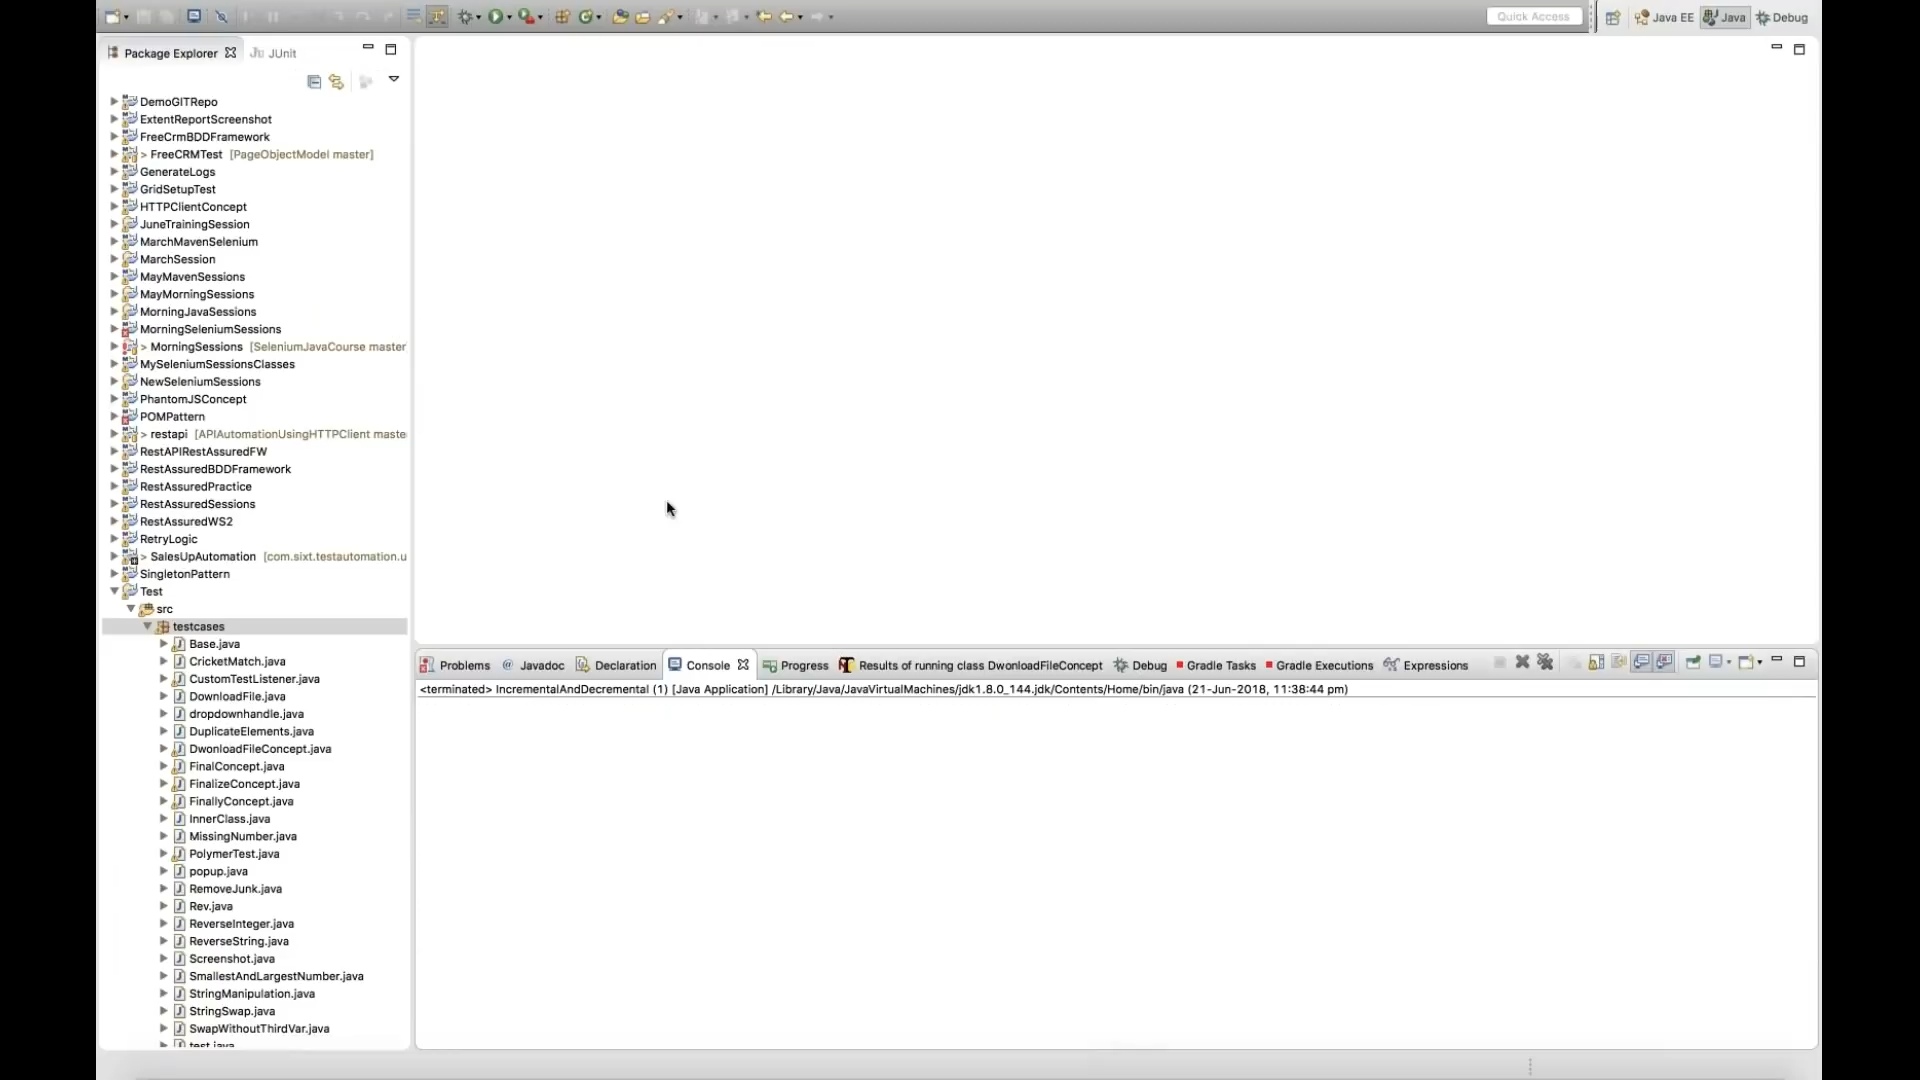 Quick Access
Java EE
Java
Debug
Package Explorer
JUnit
DemoGITRepo
ExtentReportScreenshot
FreeCrmBDDFramework
> FreeCRMTest [PageObjectModel master]
GenerateLogs
GridSetupTest
HTTPClientConcept
JuneTrainingSession
MarchMavenSelenium
MarchSession
MayMavenSessions
MayMorningSessions
MorningJavaSessions
MorningSeleniumSessions
> MorningSessions [SeleniumJavaCourse master
MySeleniumSessionsClasses
NewSeleniumSessions
PhantomJSConcept
POMPattern
> restapi [APIAutomationUsingHTTPClient maste
RestAPIRestAssuredFW
RestAssuredBDDFramework
RestAssuredPractice
RestAssuredSessions
RestAssuredWS2
RetryLogic
> SalesUpAutomation [com.sixt.testautomation.u
SingletonPattern
Test
src
testcases
Base.java
CricketMatch.java
CustomTestListener.java
DownloadFile.java
dropdownhandle.java
DuplicateElements.java
DwonloadFileConcept.java
FinalConcept.java
FinalizeConcept.java
FinallyConcept.java
InnerClass.java
MissingNumber.java
PolymerTest.java
popup.java
RemoveJunk.java
Rev.java
ReverseInteger.java
ReverseString.java
Screenshot.java
SmallestAndLargestNumber.java
StringManipulation.java
StringSwap.java
SwapWithoutThirdVar.java
test.java
Problems @ Javadoc Declaration Console Progress Results of running class DwonloadFileConcept Debug Gradle Tasks Gradle Executions Expressions
<terminated> IncrementalAndDecremental (1) [Java Application] /Library/Java/JavaVirtualMachines/jdk1.8.0_144.jdk/Contents/Home/bin/java (21-Jun-2018, 11:38:44 pm)